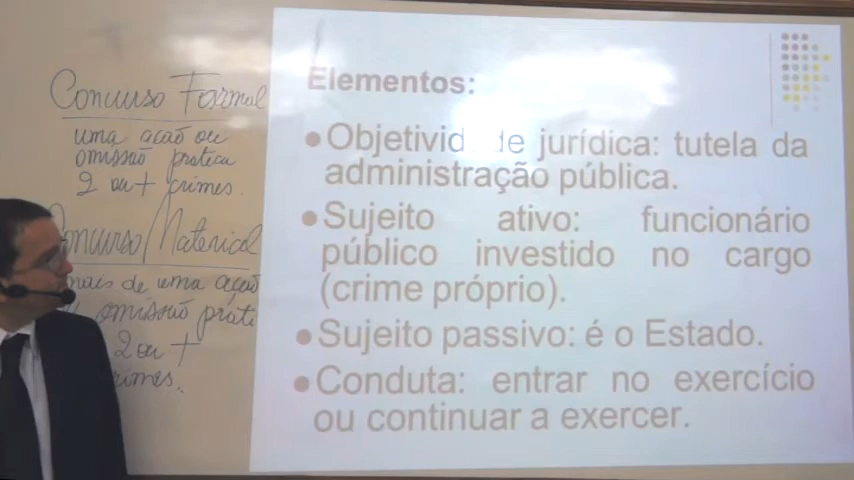 Concurso Formal
uma ação ou
omissão pratica
2 ou + crimes.
Concurso Material
mais de uma ação
omissão prati
2 ou +
crimes.
Elementos:
•Objetivid de jurídica: tutela da
administração pública.
•Sujeito ativo: funcionário
público investido no cargo
(crime próprio).
•Sujeito passivo: é o Estado.
•Conduta: entrar no exercício
ou continuar a exercer.